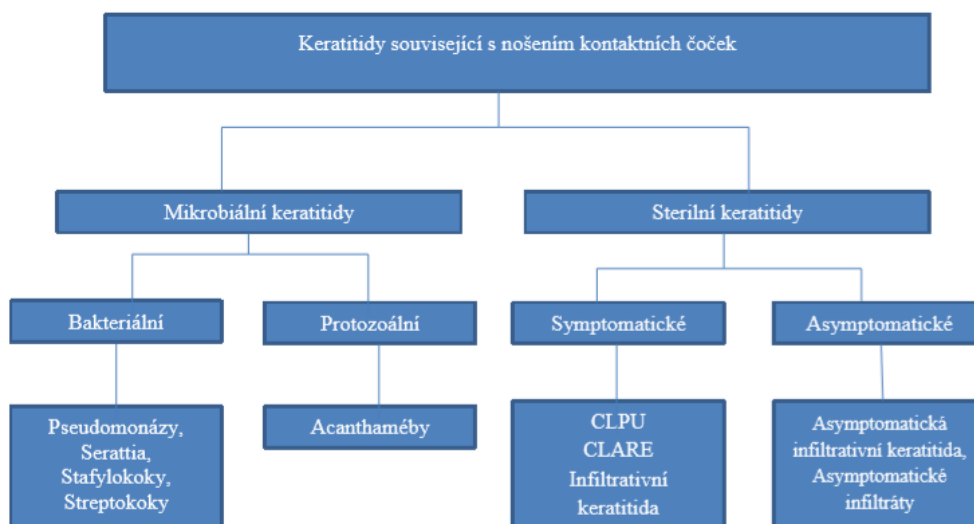 Keratitidy související s nošením kontaktních čoček
Mikrobiální keratitidy
Sterilní keratitidy
Bakteriální
Protozoální
Symptomatické
Asymptomatické
Pseudomonázy,
Serattia,
Stafylokoky,
Streptokoky
Acanthaméby
CLPU
CLARE
Infiltrativní
keratitida
Asymptomatická
infiltrativní keratitida,
Asymptomatické
infiltráty